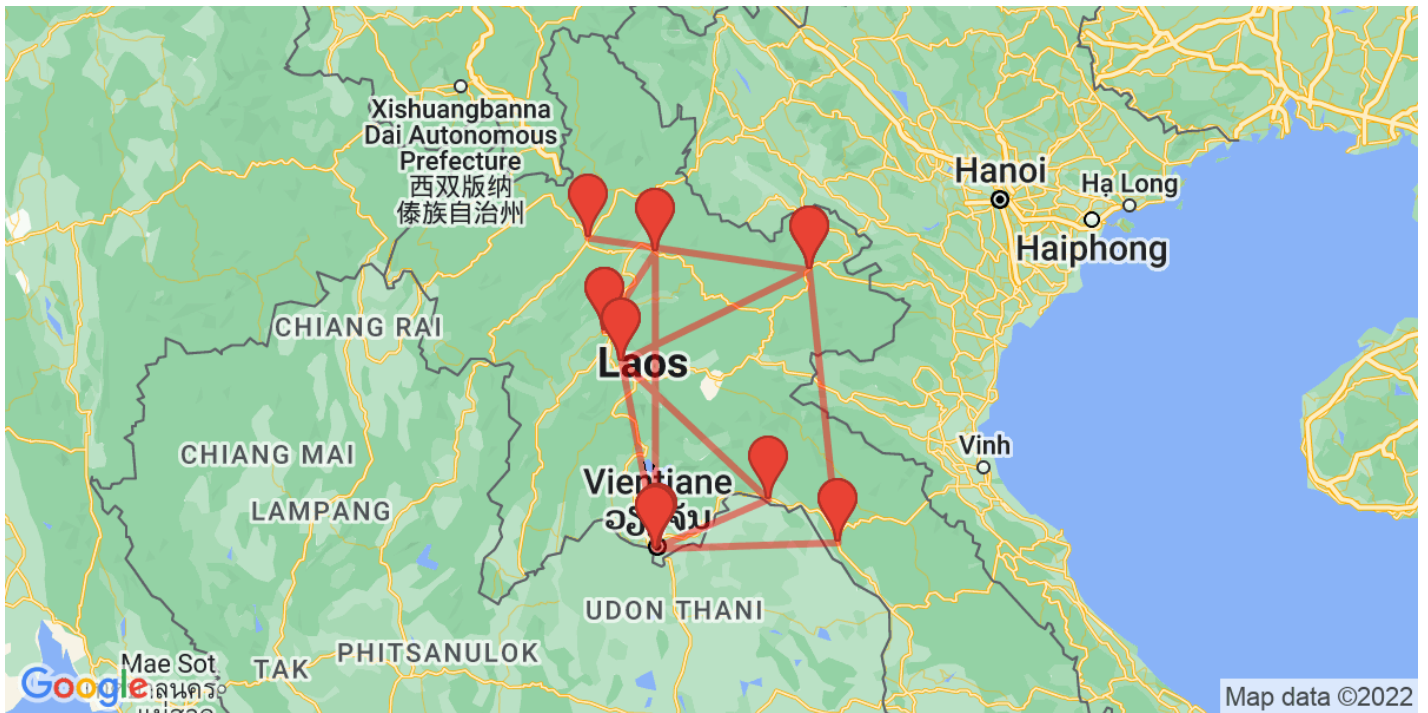 Xishuangbanna
Dai Autonomous
Prefecture
西双版纳
傣族自治州
Hanoi
Hạ Long
Haiphong
CHIANG RAI
Laos
CHIANG MAI
Vinh
Vientiane
LAMPANG
UDON THANI
PHITSANULOK
Mae Sot
TAK
Google
Map data ©2022